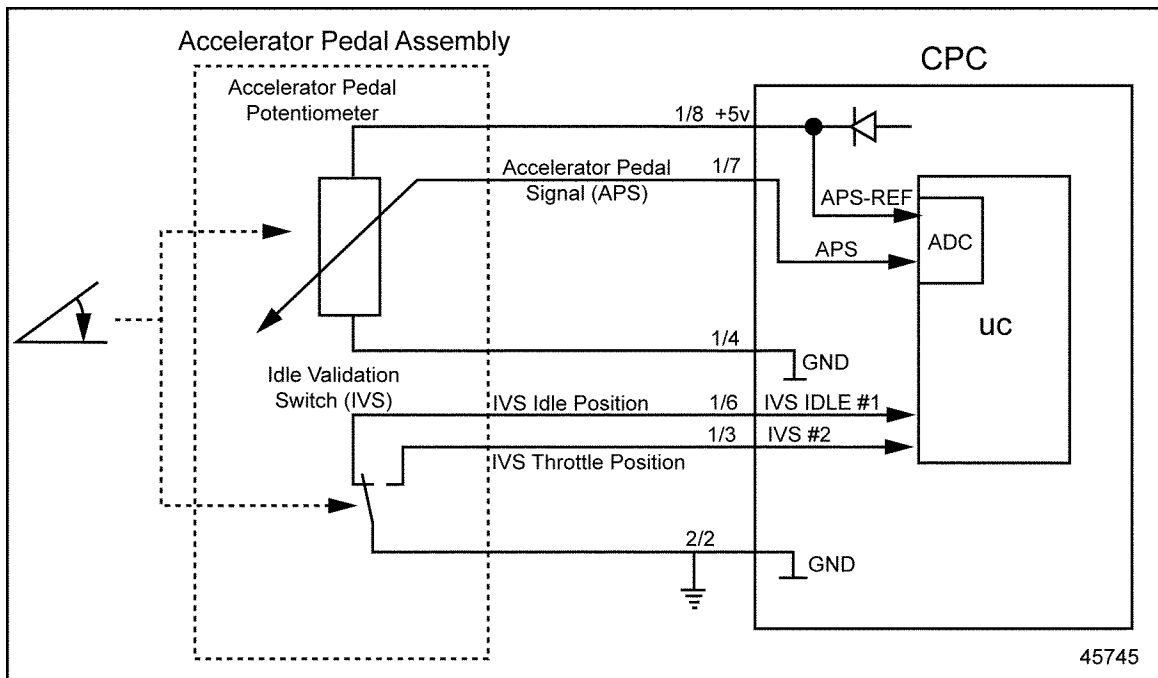 Accelerator Pedal Assembly
CPC
Accelerator Pedal
Potentiometer
1/8 +5v
Accelerator Pedal
Signal (APS)
1/7
APS-REF
ADC
APS
uc
1/4
GND
Idle Validation
Switch (IVS)
IVS Idle Position
1/6
IVS IDLE #1
1/3
IVS #2
IVS Throttle Position
2/2
GND
45745